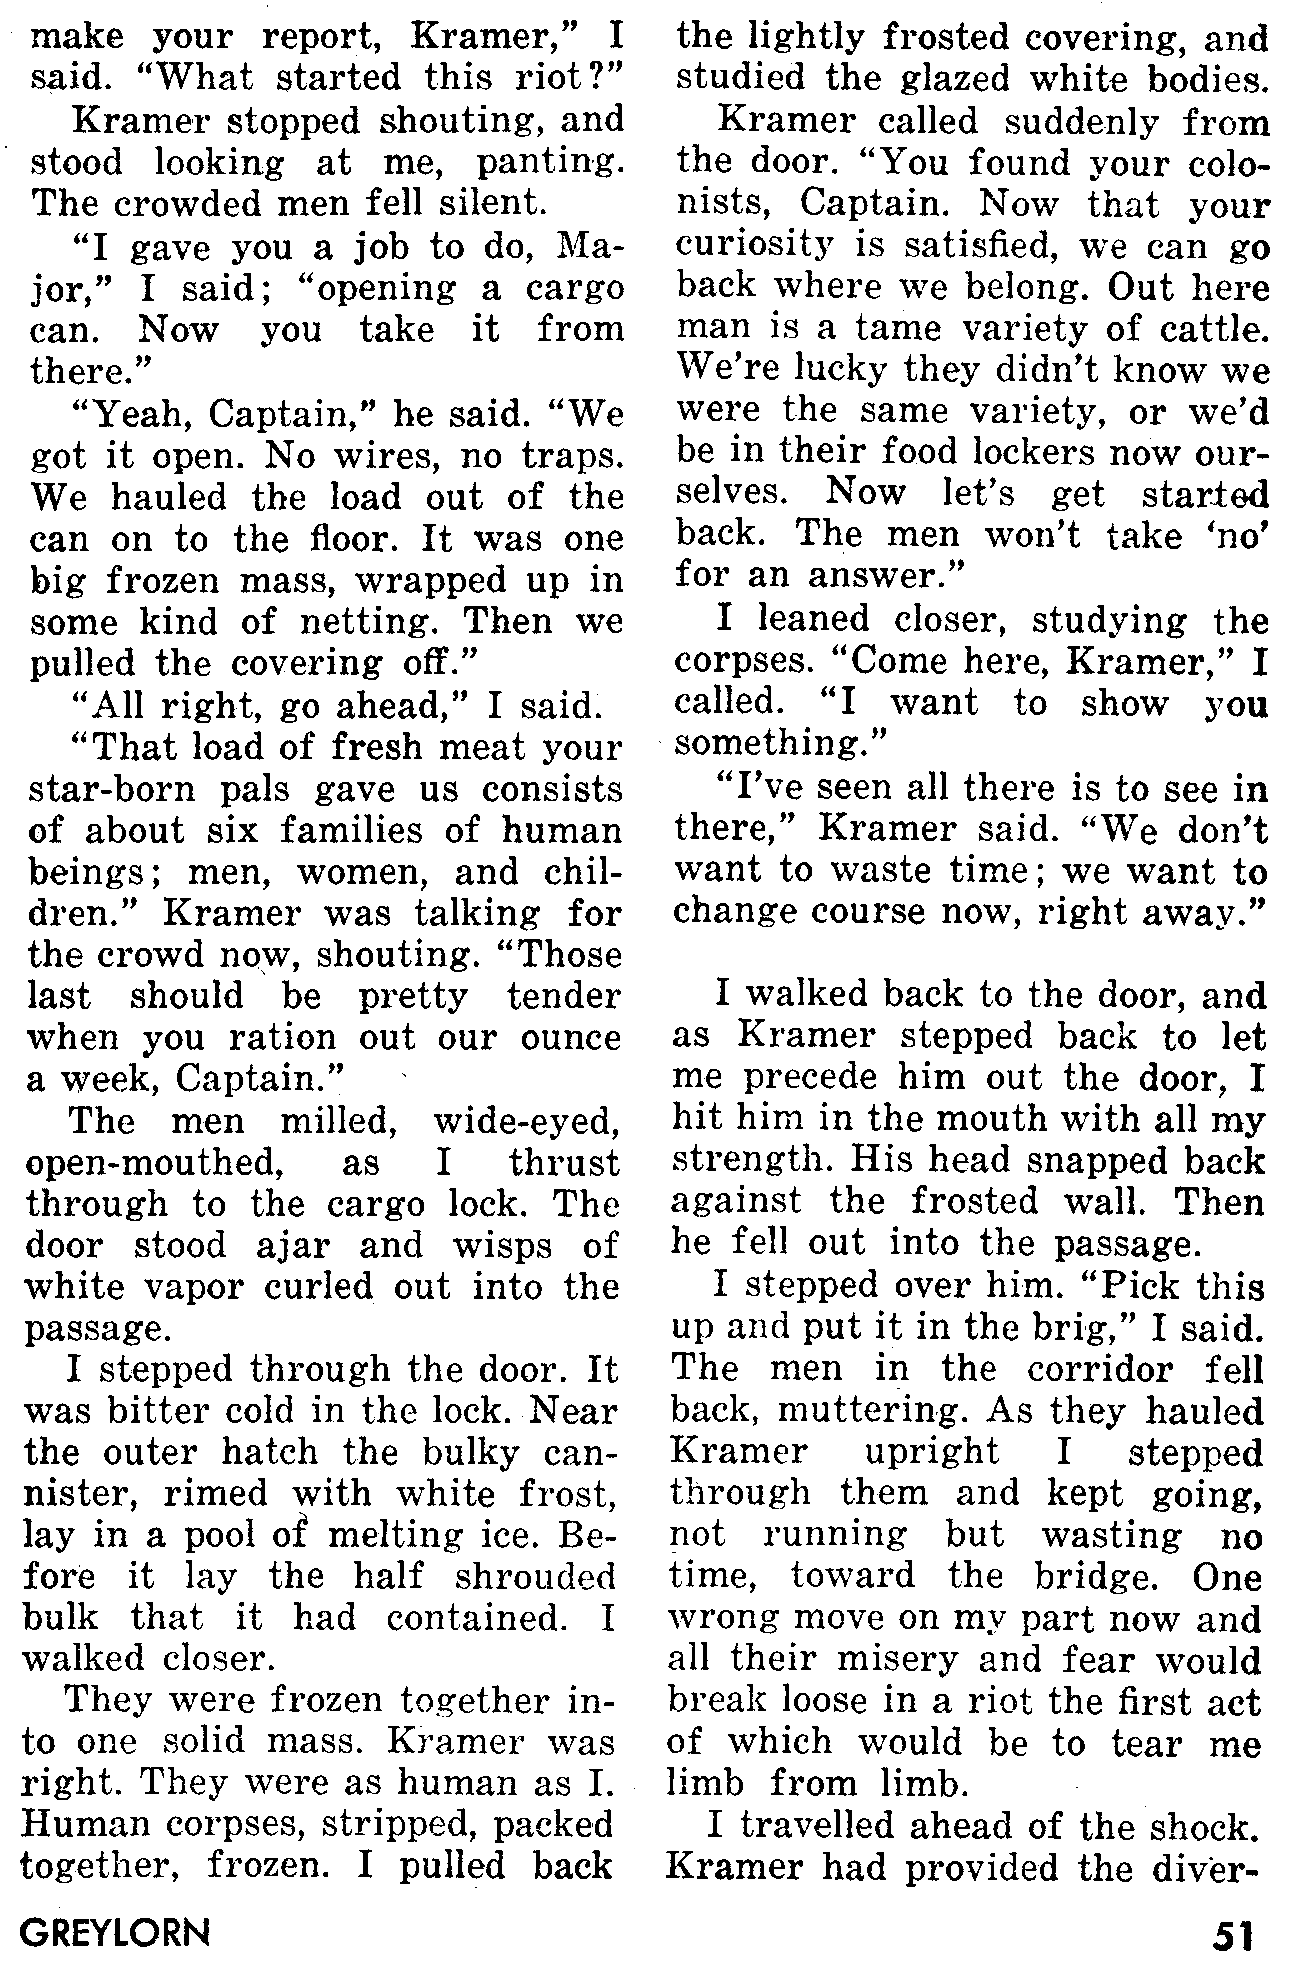 make your report, Kramer,” I
said. “What started this riot?”
Kramer stopped shouting, and
stood looking at me, panting.
The crowded men fell silent.
“I gave you a job to do, Ma-
jor,” I said; “opening a cargo
can. Now you take it from
there.”
“Yeah, Captain,” he said. “We
got it open. No wires, no traps.
We hauled the load out of the
can on to the floor. It was one
big frozen mass, wrapped up in
some kind of netting. Then we
pulled the covering off.”
“All right, go ahead,” I said.
“That load of fresh meat your
star-born pals gave us consists
of about six families of human
beings; men, women, and chil-
dren.” Kramer was talking for
the crowd now, shouting. “Those
last should be pretty tender
when you ration out our ounce
a week, Captain.”
The men milled, wide-eyed,
open-mouthed, as I thrust
through to the cargo lock. The
door stood ajar and wisps of
white vapor curled out into the
passage.
I stepped through the door. It
was bitter cold in the lock. Near
the outer hatch the bulky can-
nister, rimed with white frost,
lay in a pool of melting ice. Be-
fore it lay the half shrouded
bulk that it had contained. I
walked closer.
They were frozen together in-
to one solid mass. Kramer was
right. They were as human as I.
Human corpses, stripped, packed
together, frozen. I pulled back
the lightly frosted covering, and
studied the glazed white bodies.
Kramer called suddenly from
the door. “You found your colo-
nists, Captain. Now that your
curiosity is satisfied, we can go
back where we belong. Out here
man is a tame variety of cattle.
We’re lucky they didn’t know we
were the same variety, or we’d
be in their food lockers now our-
selves. Now let’s get started
back. The men won’t take ‘no’
for an answer.”
I leaned closer, studying the
corpses. “Come here, Kramer,” I
called. “I want to show you
something.”
“I’ve seen all there is to see in
there,” Kramer said. “We don’t
want to waste time; we want to
change course now, right away.”
I walked back to the door, and
as Kramer stepped back to let
me precede him out the door, I
hit him in the mouth with all my
strength. His head snapped back
against the frosted wall. Then
he fell out into the passage.
I stepped over him. “Pick this
up and put it in the brig,” I said.
The men in the corridor fell
back, muttering. As they hauled
Kramer upright I stepped
through them and kept going,
not running but wasting no
time, toward the bridge. One
wrong move on my part now and
all their misery and fear would
break loose in a riot the first act
of which would be to tear me
limb from limb.
I travelled ahead of the shock.
Kramer had provided the diver-
GREYLORN
51